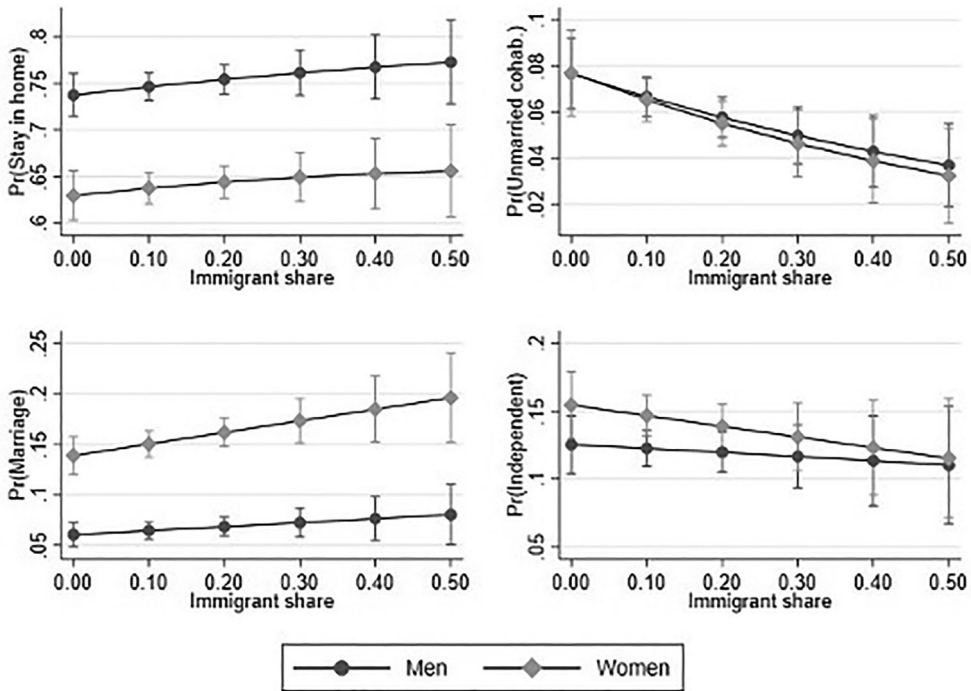 Pr(Stay in home)
.8
.75
.7
.65
.6
0.00 0.10 0.20 0.30 0.40 0.50
Immigrant share
Pr(Unmarried cohab.)
.1
.08
.06
.04
.02
0.00 0.10 0.20 0.30 0.40 0.50
Immigrant share
Pr(Marriage)
.25
.2
.15
.1
.05
0.00 0.10 0.20 0.30 0.40 0.50
Immigrant share
Pr(Independent)
.2
.15
.1
.05
0.00 0.10 0.20 0.30 0.40 0.50
Immigrant share
Men Women